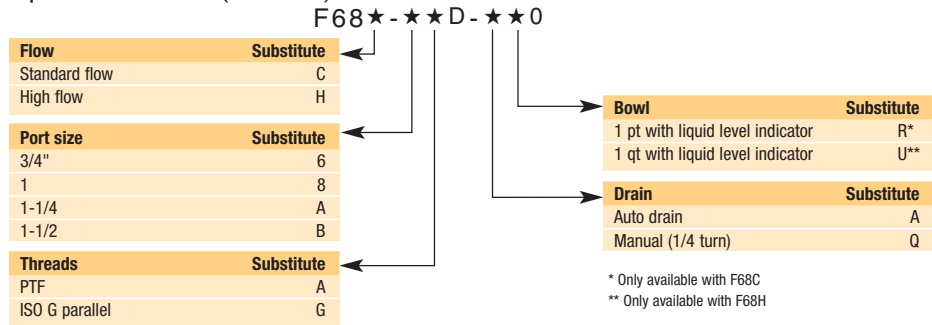 F68★-★★D-★★0
Flow Substitute
Standard flow C
High flow H
Port size Substitute
3/4" 6
1 8
1-1/4 A
1-1/2 B
Threads Substitute
PTF A
ISO G parallel G
Bowl Substitute
1 pt with liquid level indicator R*
1 qt with liquid level indicator U**
Drain Substitute
Auto drain A
Manual (1/4 turn) Q
* Only available with F68C
** Only available with F68H